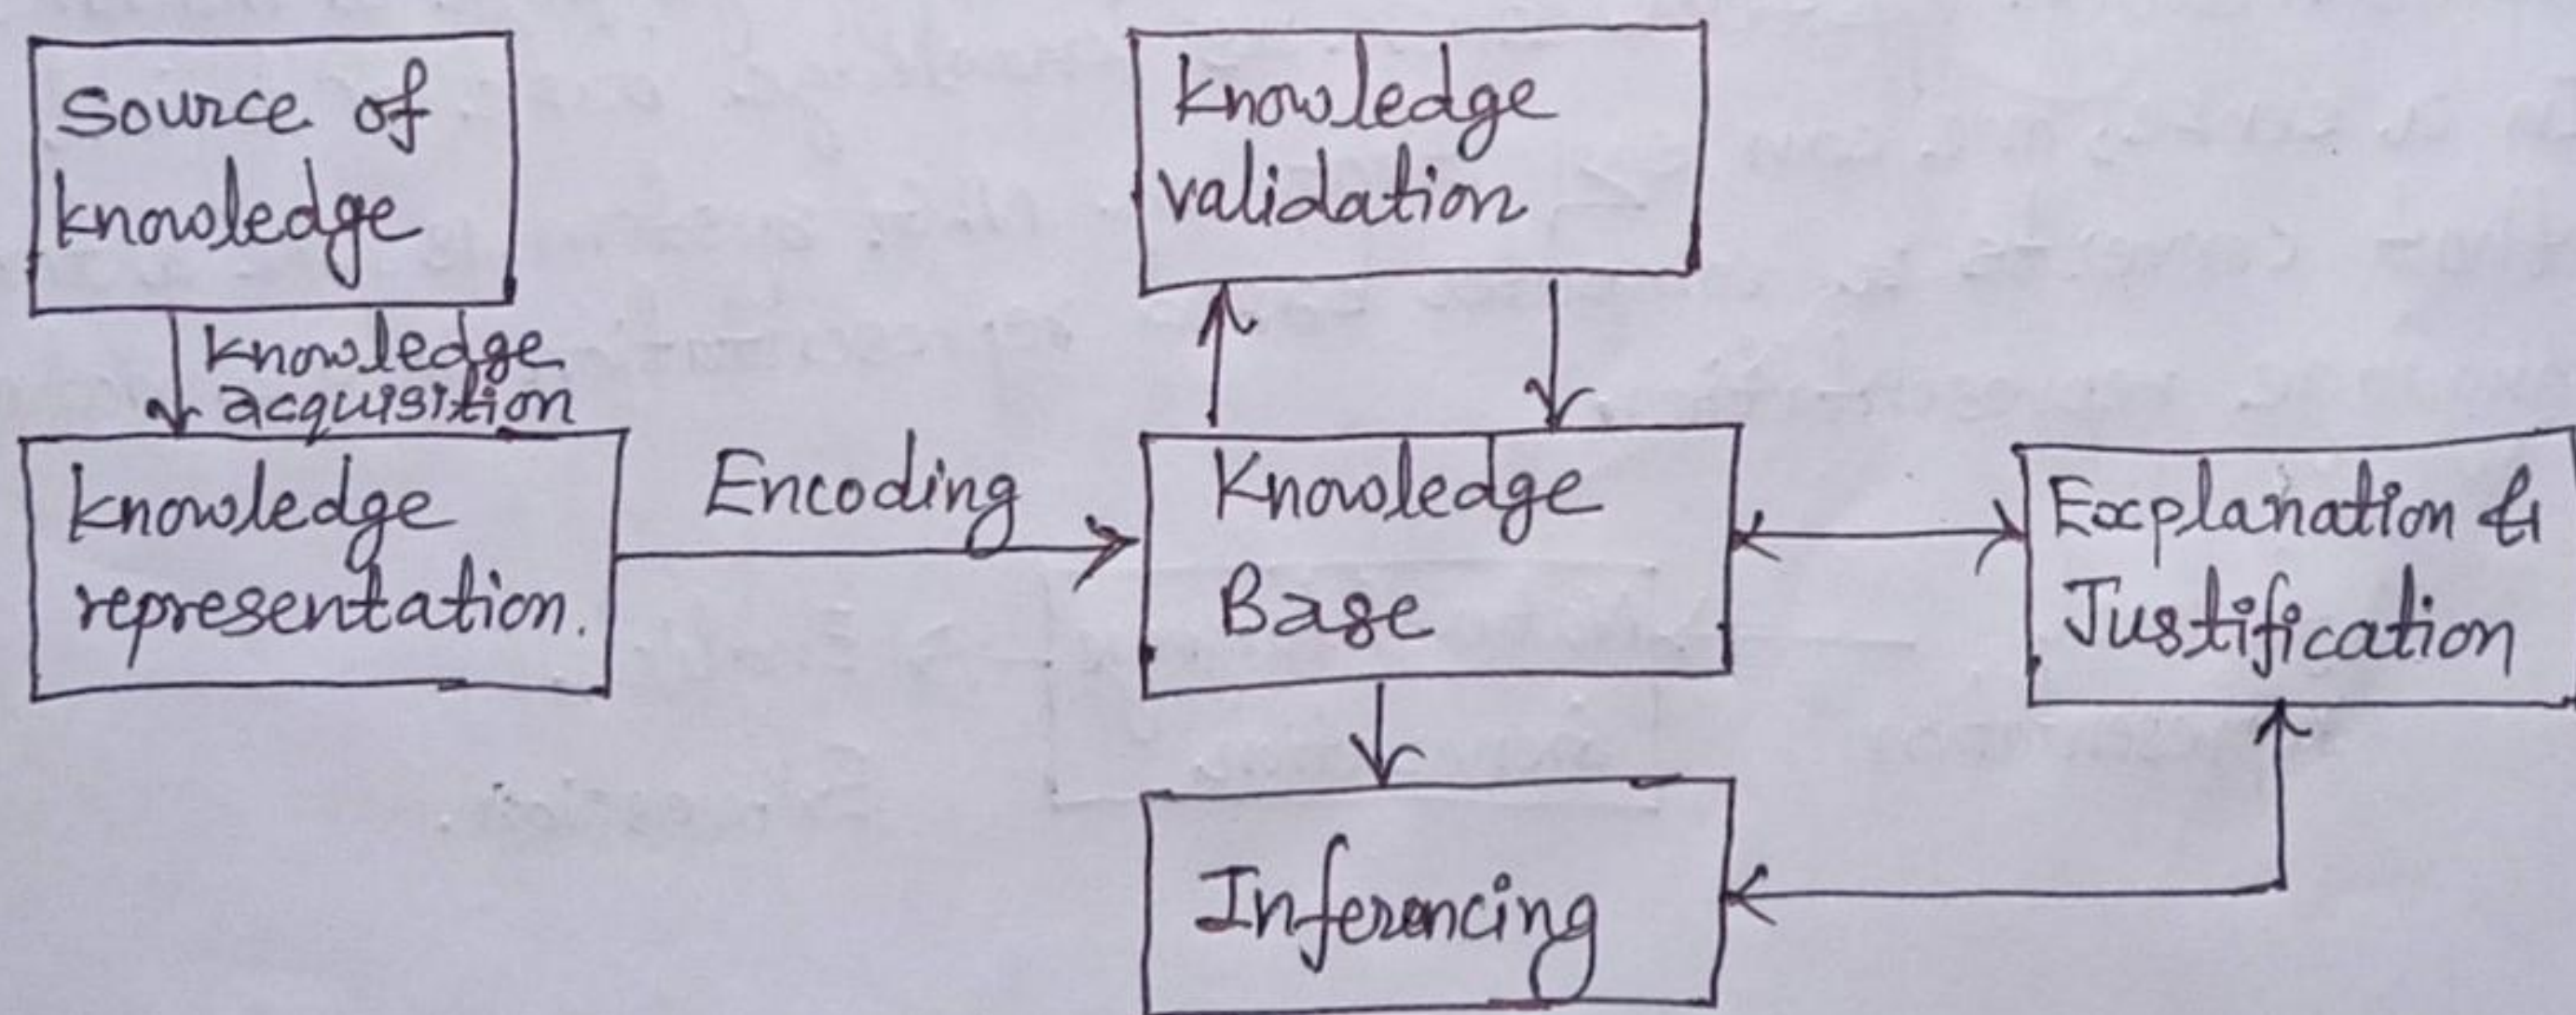 Source of
knowledge
knowledge
acquisition
knowledge
representation.
Encoding
knowledge
validation
Knowledge
Base
Explanation &
Justification
Inferencing